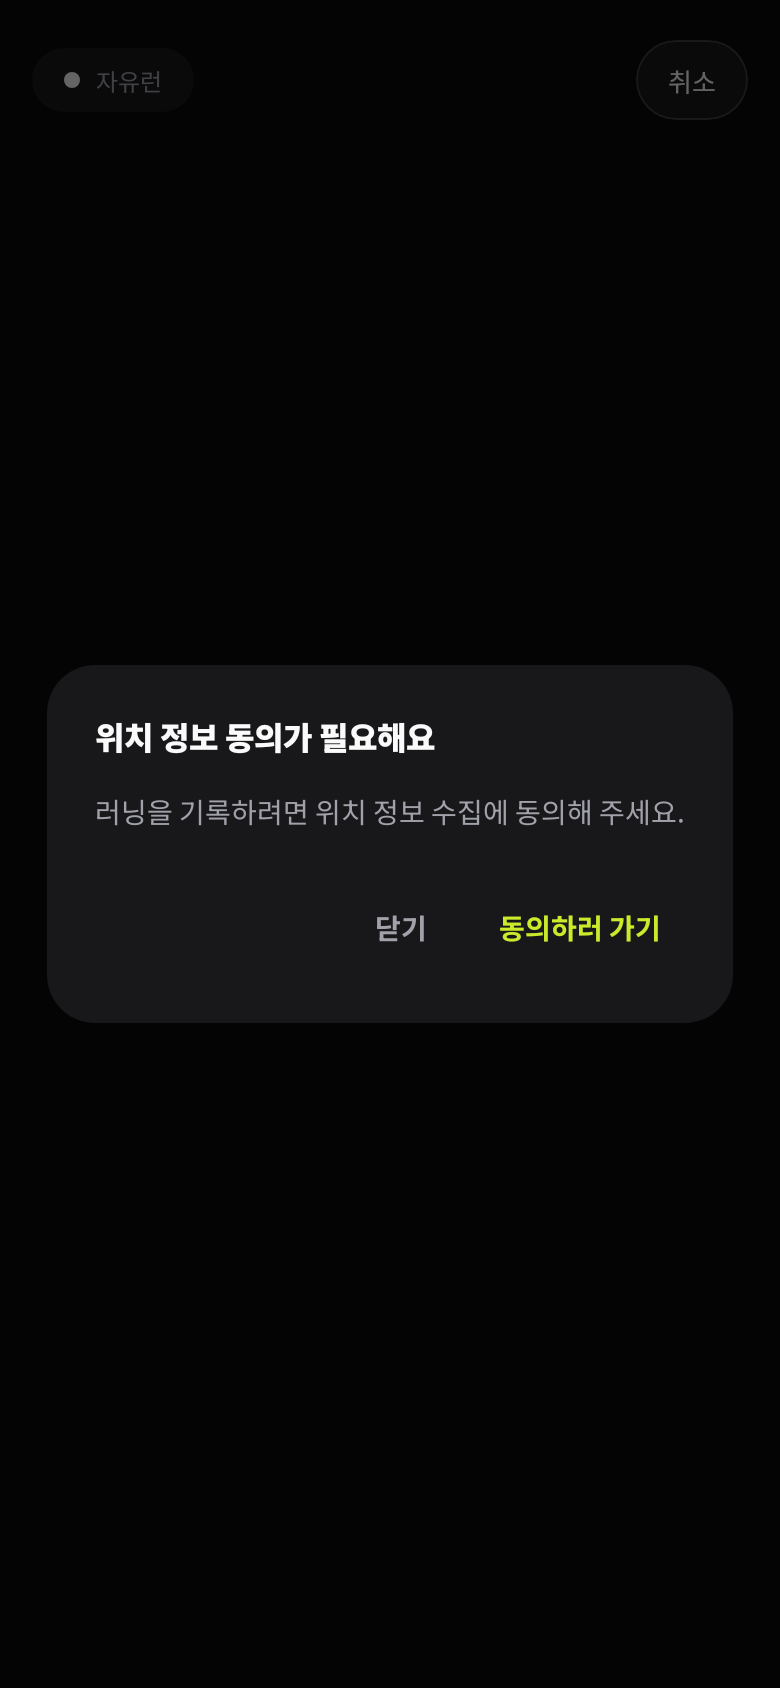 자유런
취소
위치 정보 동의가 필요해요
러닝을 기록하려면 위치 정보 수집에 동의해 주세요.
닫기
동의하러 가기